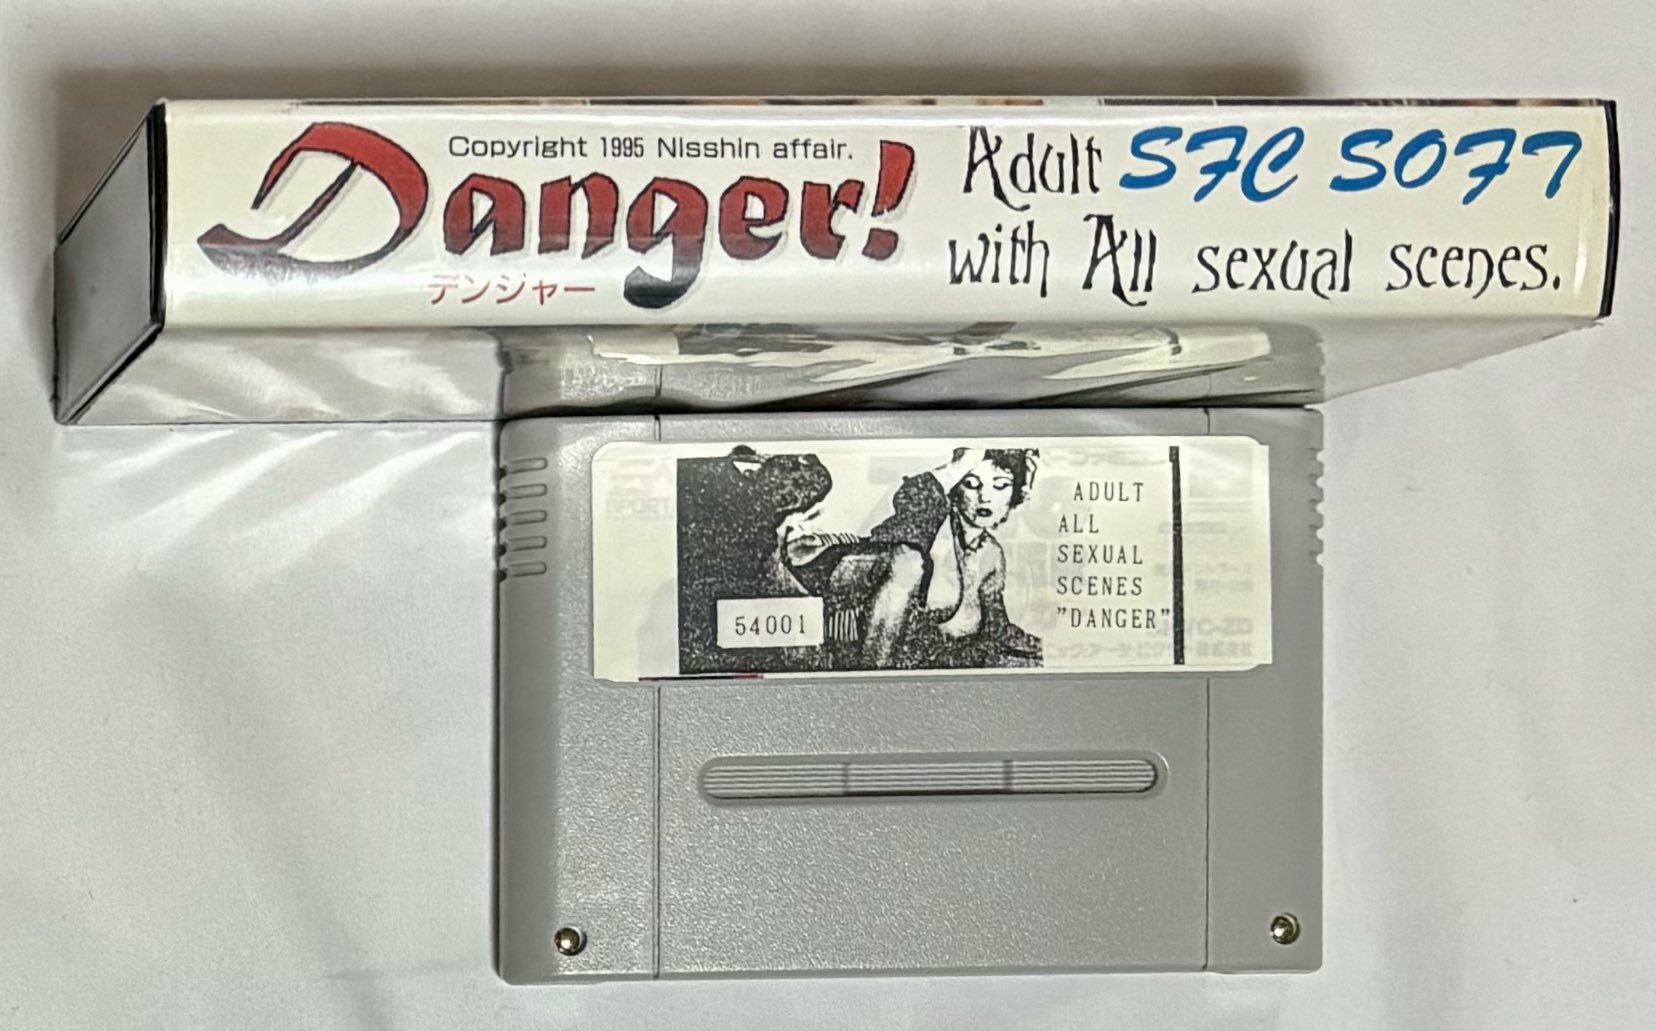 Copyright 1995 Nisshin affair.
Danger!
デンジャー
Adult SFC SOFT
with All sexual scenes.
ADULT
ALL
SEXUAL
SCENES
"DANGER"
54001